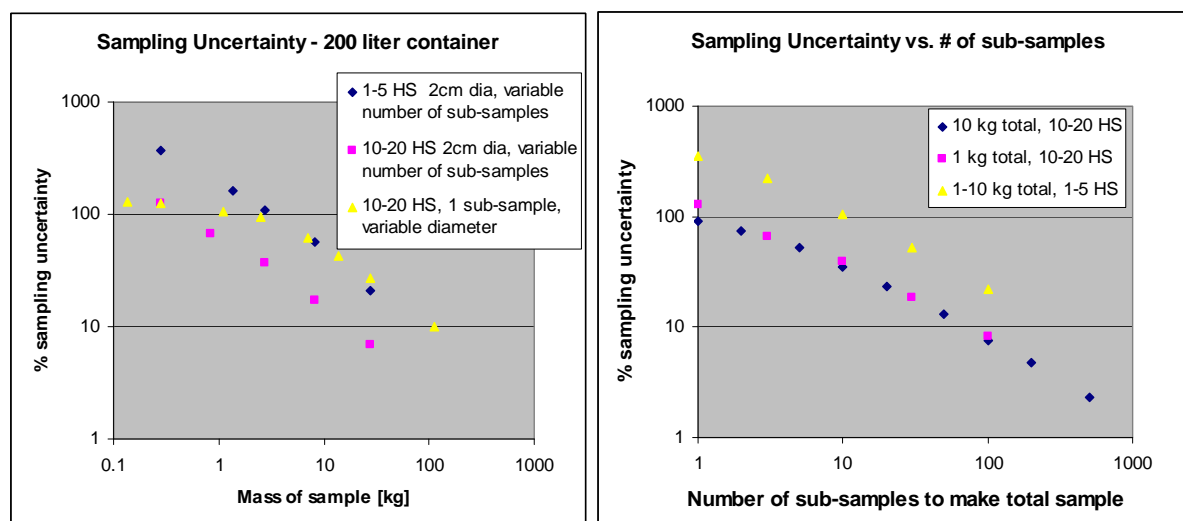 Sampling Uncertainty - 200 liter container
1-5 HS 2cm dia, variable
number of sub-samples
10-20 HS 2cm dia, variable
number of sub-samples
10-20 HS, 1 sub-sample,
variable diameter
% sampling uncertainty
1000
100
10
1
0.1
1
10
100
1000
Mass of sample [kg]
Sampling Uncertainty vs. # of sub-samples
10 kg total, 10-20 HS
1 kg total, 10-20 HS
1-10 kg total, 1-5 HS
% sampling uncertainty
1000
100
10
1
1
10
100
1000
Number of sub-samples to make total sample